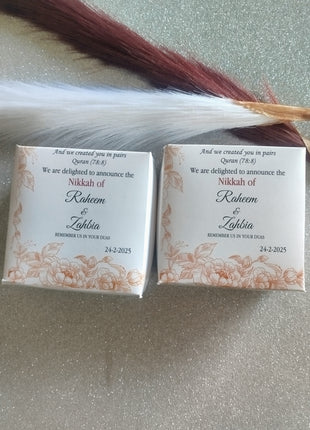 And we created you in pairs
Quran (78:8)
We are delighted to announce the
Nikkah of
Raheem
&
Zahbia
REMEMBER US IN YOUR DUAS
24-2-2025
And we created you in pairs
Quran (78:8)
We are delighted to announce the
Nikkah of
Raheem
&
Zahbia
REMEMBER US IN YOUR DUAS
24-2-2025